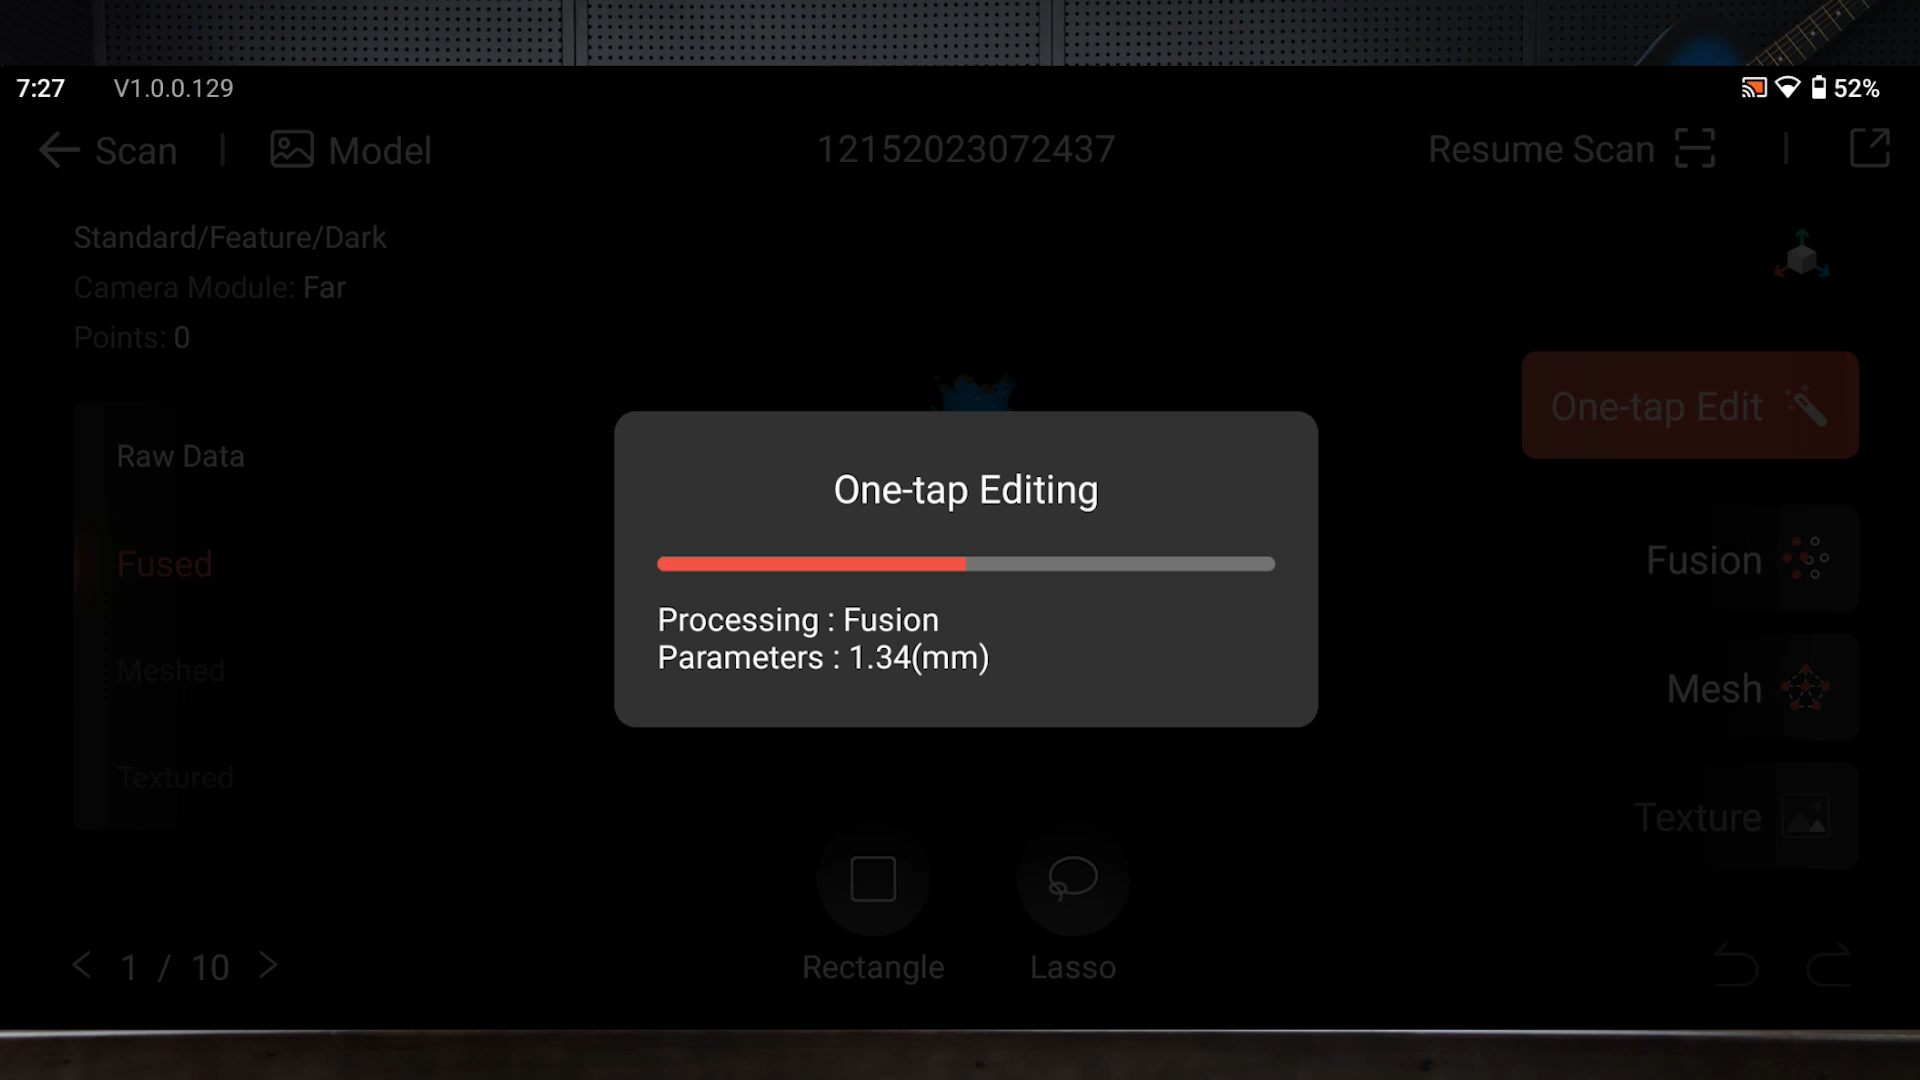 7:27 V1.0.0.129 52%
Scan | Model 12152023072437 Resume Scan
Standard/Feature/Dark
Camera Module: Far
Points: 0
One-tap Edit
Raw Data
One-tap Editing
Fused
Fusion
Processing : Fusion
Parameters : 1.34(mm)
Meshed
Mesh
Textured
Texture
1 / 10
Rectangle
Lasso